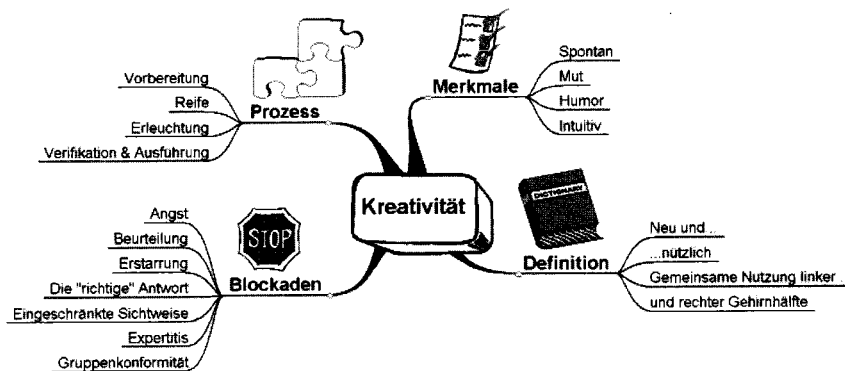 Kreativität
Prozess
Vorbereitung
Reife
Erleuchtung
Verifikation & Ausführung
Merkmale
Spontan
Mut
Humor
Intuitiv
DICTIONARY
Definition
Neu und ..
...nützlich
Gemeinsame Nutzung linker ..
und rechter Gehirnhälfte
STOP
Blockaden
Angst
Beurteilung
Erstarrung
Die "richtige" Antwort
Eingeschränkte Sichtweise
Expertitis
Gruppenkonformität